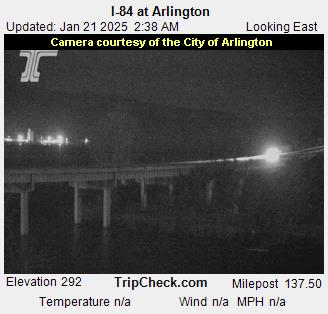 I-84 at Arlington
Updated: Jan 21 2025 2:38 AM Looking East
Camera courtesy of the City of Arlington
Elevation 292 TripCheck.com Milepost 137.50
Temperature n/a Wind n/a MPH n/a